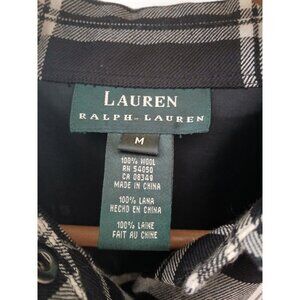 LAUREN
RALPH-LAUREN
M
100% WOOL
RN 54050
CA 08349
MADE IN CHINA
100% LANA
HECHO EN CHINA
100% LAINE
FAIT AU CHINE